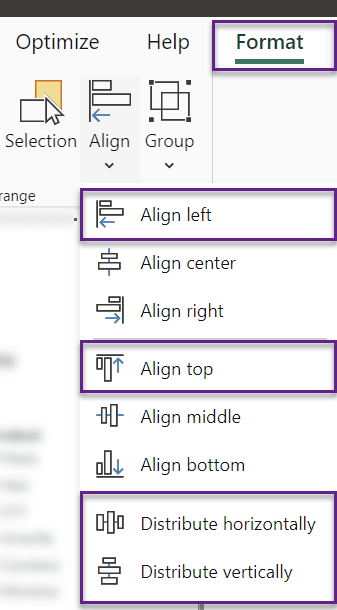 Optimize Help Format
Selection Align Group
range
Align left
Align center
Align right
Align top
Align middle
Align bottom
Distribute horizontally
Distribute vertically